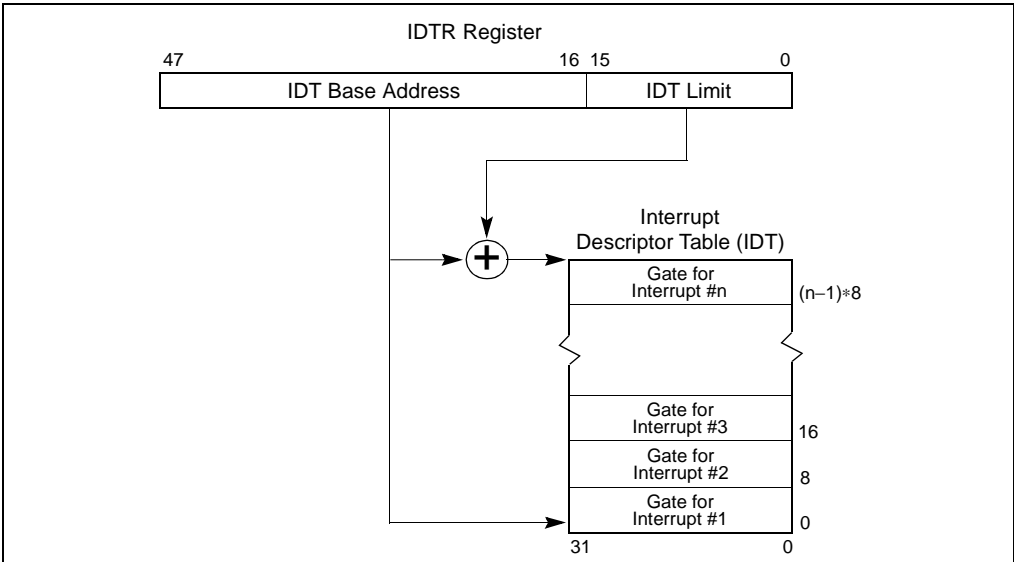 IDTR Register
47 16 15 0
IDT Base Address IDT Limit
+
Interrupt
Descriptor Table (IDT)
Gate for
Interrupt #n
(n–1)∗8
Gate for
Interrupt #3
16
Gate for
Interrupt #2
8
Gate for
Interrupt #1
0
31 0